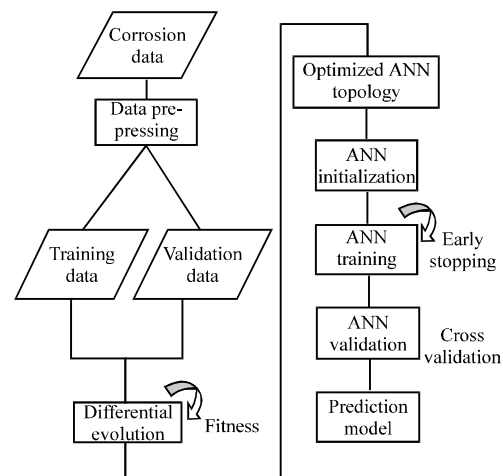 Corrosion
data
Data pre-
pressing
Training
data
Validation
data
Differential
evolution
Fitness
Optimized ANN
topology
ANN
initialization
ANN
training
Early
stopping
ANN
validation
Cross
validation
Prediction
model